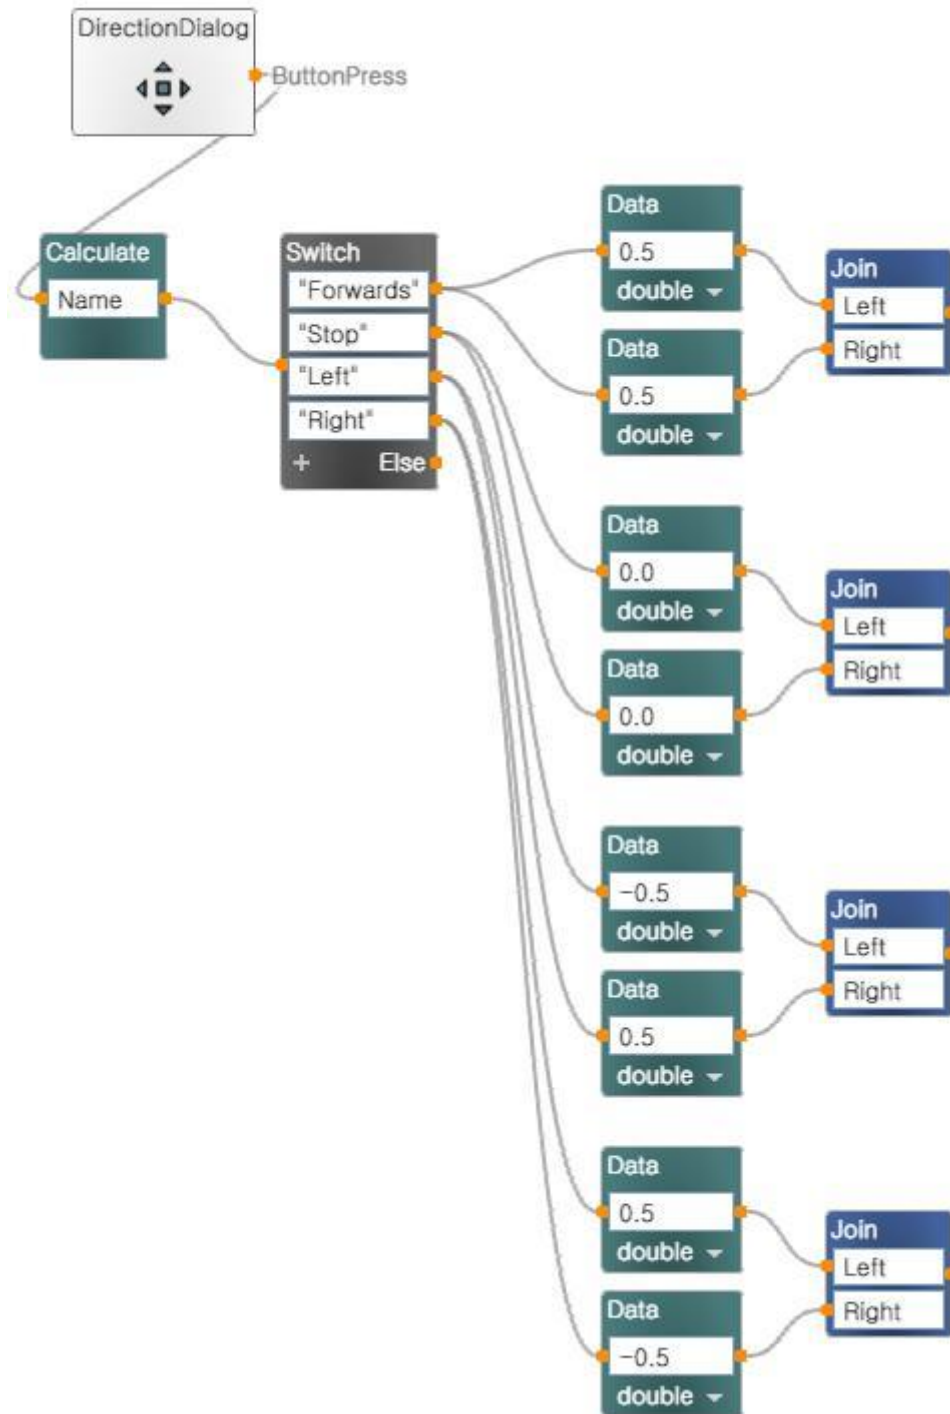 DirectionDialog
ButtonPress
Calculate
Name
Switch
"Forwards"
"Stop"
"Left"
"Right"
+ Else
Data
0.5
double
Data
0.5
double
Join
Left
Right
Data
0.0
double
Data
0.0
double
Join
Left
Right
Data
-0.5
double
Data
0.5
double
Join
Left
Right
Data
0.5
double
Data
-0.5
double
Join
Left
Right